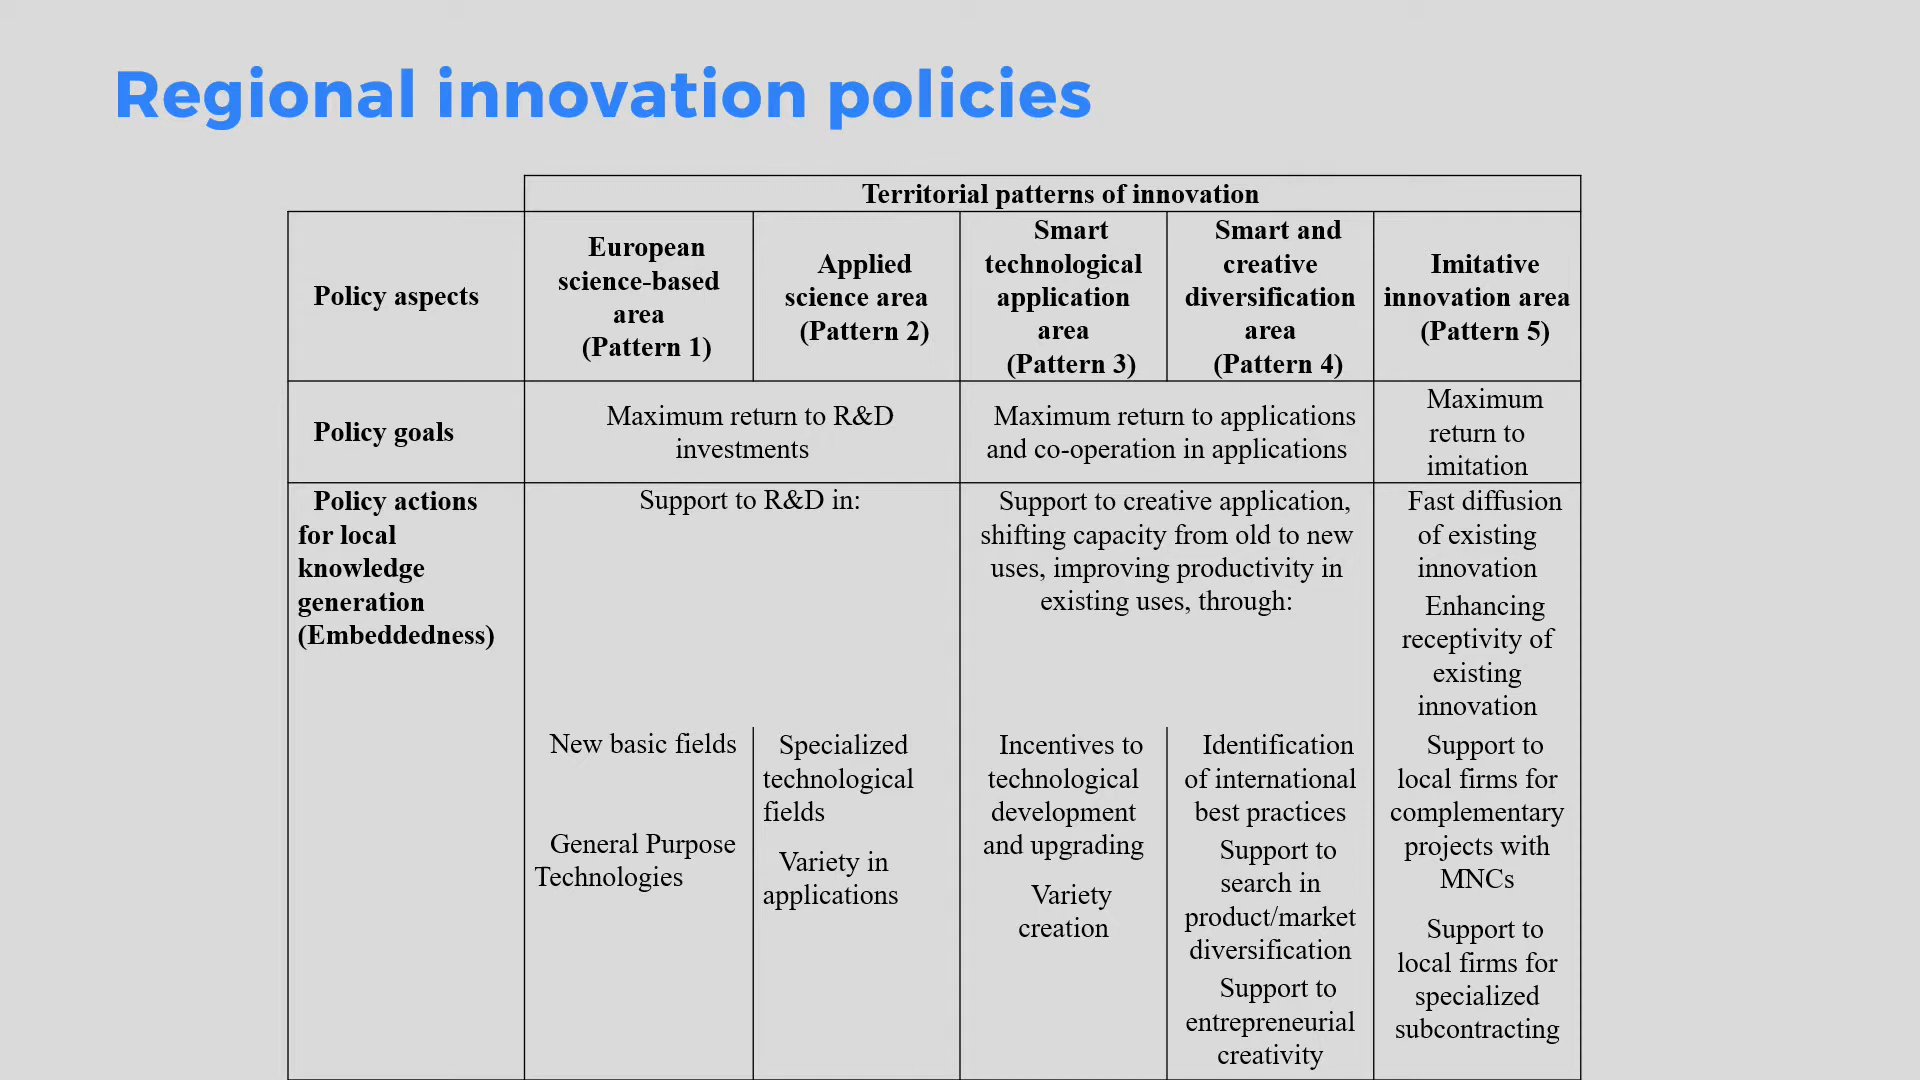 Regional innovation policies
Territorial patterns of innovation
Policy aspects
European
science-based
area
(Pattern 1)
Applied
science area
(Pattern 2)
Smart
technological
application
area
(Pattern 3)
Smart and
creative
diversification
area
(Pattern 4)
Imitative
innovation area
(Pattern 5)
Policy goals
Maximum return to R&D
investments
Maximum return to applications
and co-operation in applications
Maximum
return to
imitation
Policy actions
for local
knowledge
generation
(Embeddedness)
Support to R&D in:
Support to creative application,
shifting capacity from old to new
uses, improving productivity in
existing uses, through:
Fast diffusion
of existing
innovation
Enhancing
receptivity of
existing
innovation
New basic fields
General Purpose
Technologies
Specialized
technological
fields
Variety in
applications
Incentives to
technological
development
and upgrading
Variety
creation
Identification
of international
best practices
Support to
search in
product/market
diversification
Support to
entrepreneurial
creativity
Support to
local firms for
complementary
projects with
MNCs
Support to
local firms for
specialized
subcontracting